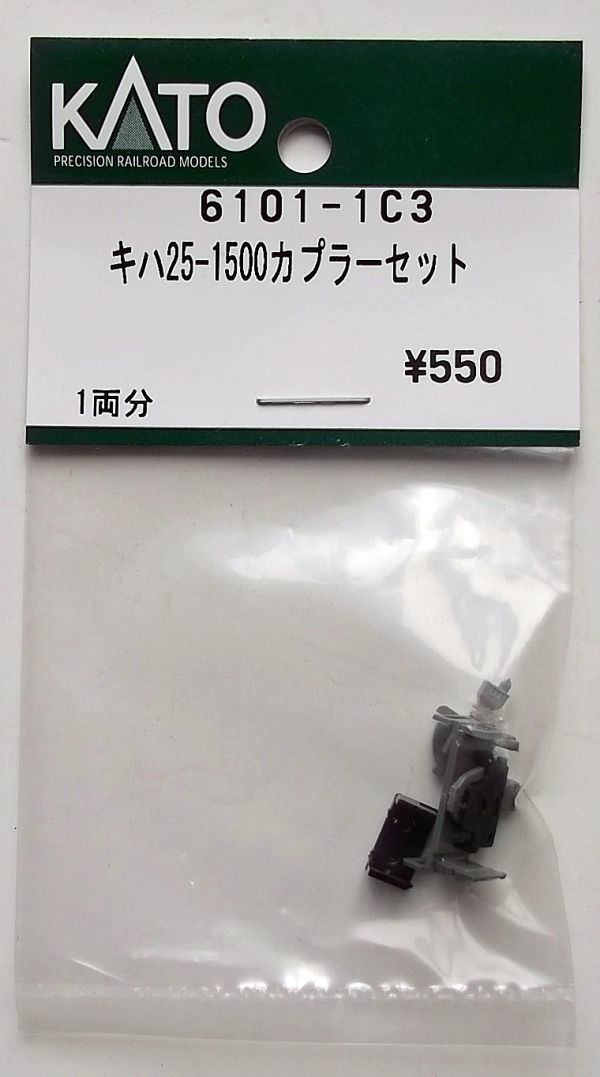 KATO
PRECISION RAILROAD MODELS
6101-1C3
キハ25-1500カプラーセット
¥550
1両分